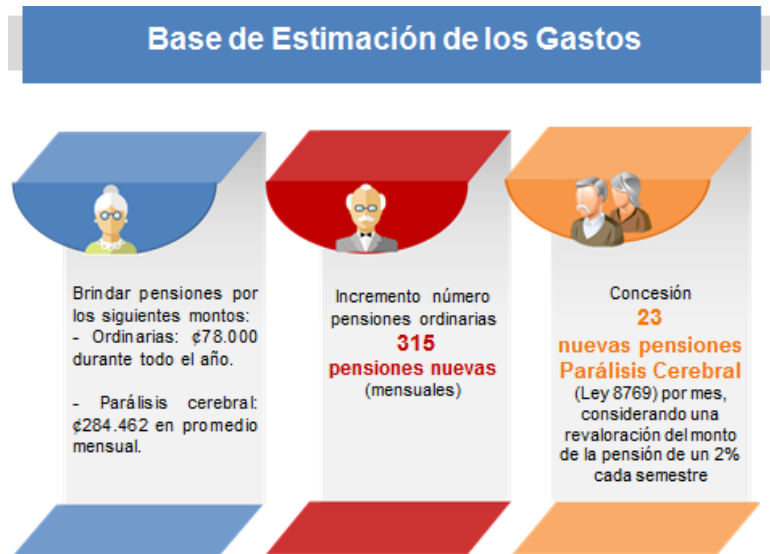 Base de Estimación de los Gastos
Brindar pensiones por
los siguientes montos:
- Ordinarias: ¢78.000
durante todo el año.
- Parálisis cerebral:
¢284.462 en promedio
mensual.
Incremento número
pensiones ordinarias
315
pensiones nuevas
(mensuales)
Concesión
23
nuevas pensiones
Parálisis Cerebral
(Ley 8769) por mes,
considerando una
revaloración del monto
de la pensión de un 2%
cada semestre